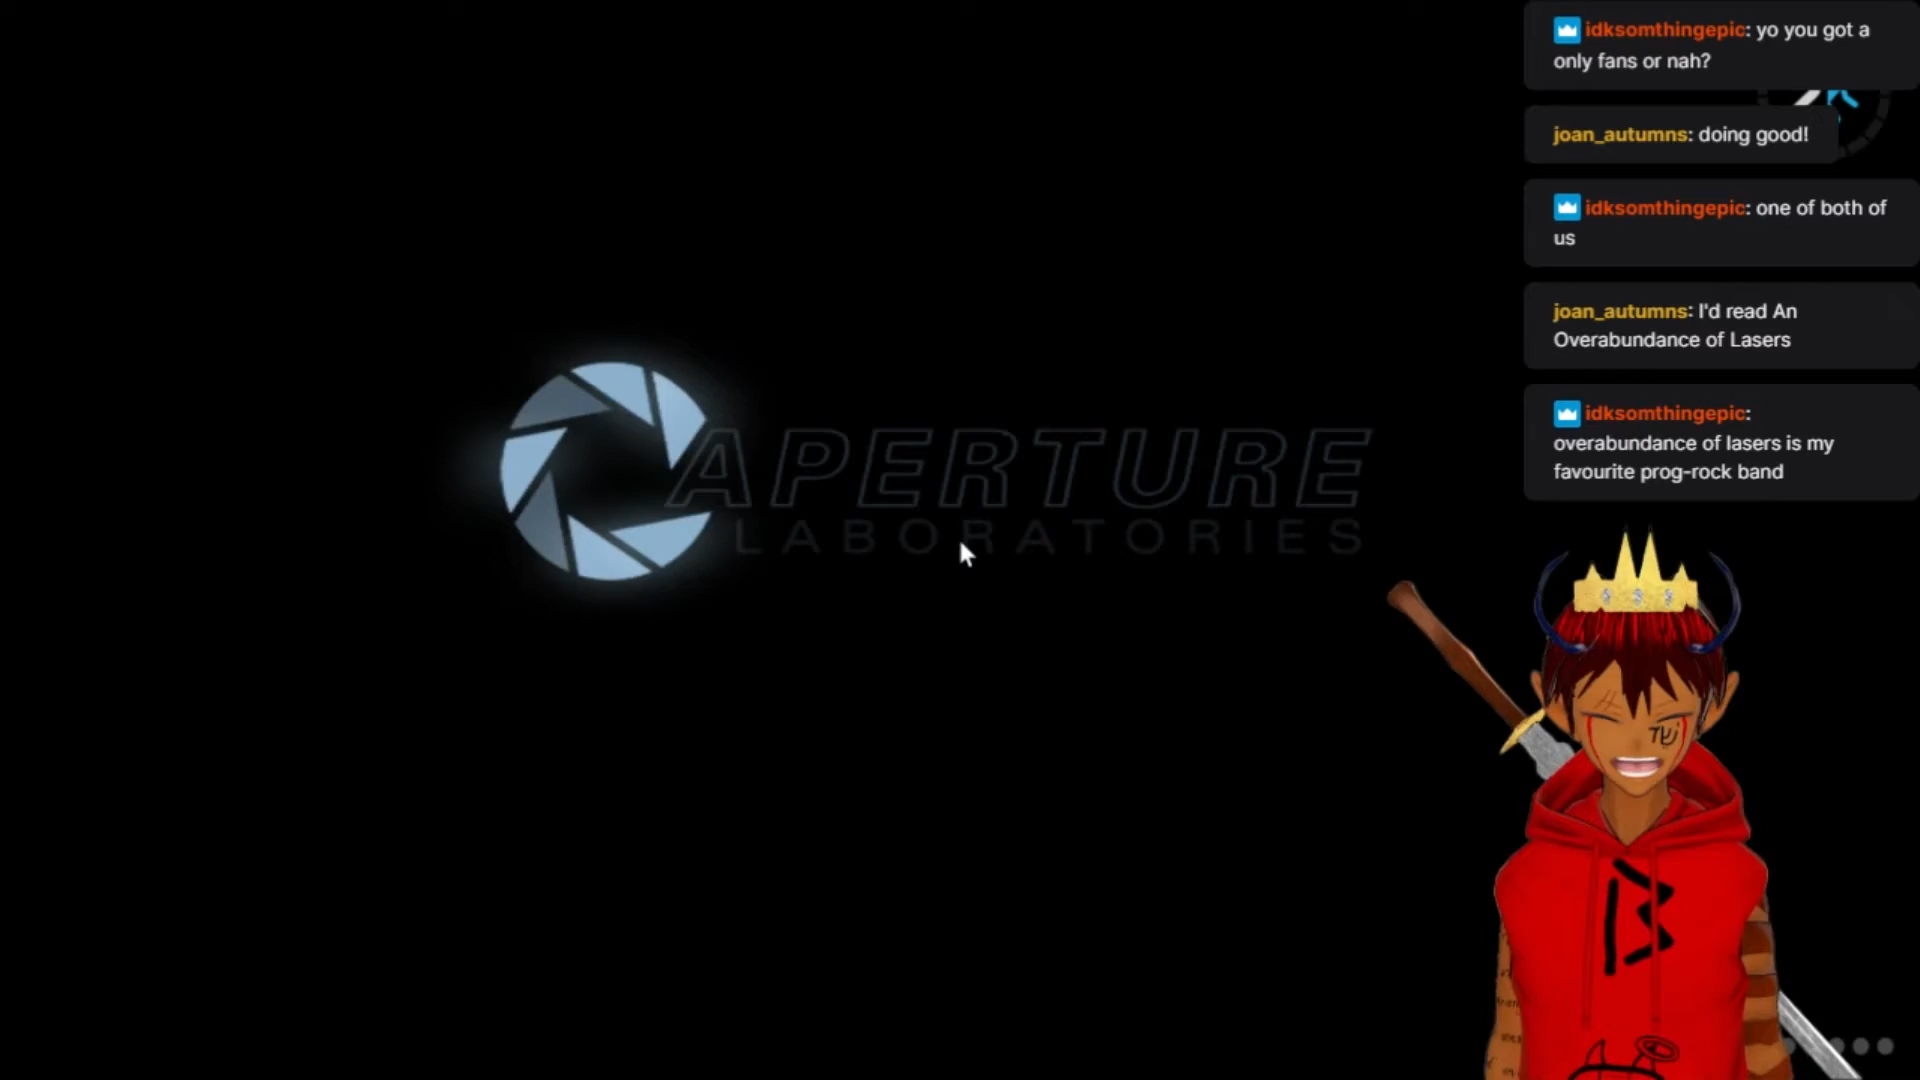 idksomthingepic: yo you got a
only fans or nah?
joan_autumns: doing good!
idksomthingepic: one of both of
us
joan_autumns: I'd read An
Overabundance of Lasers
idksomthingepic:
overabundance of lasers is my
favourite prog-rock band
APERTURE
LABORATORIES